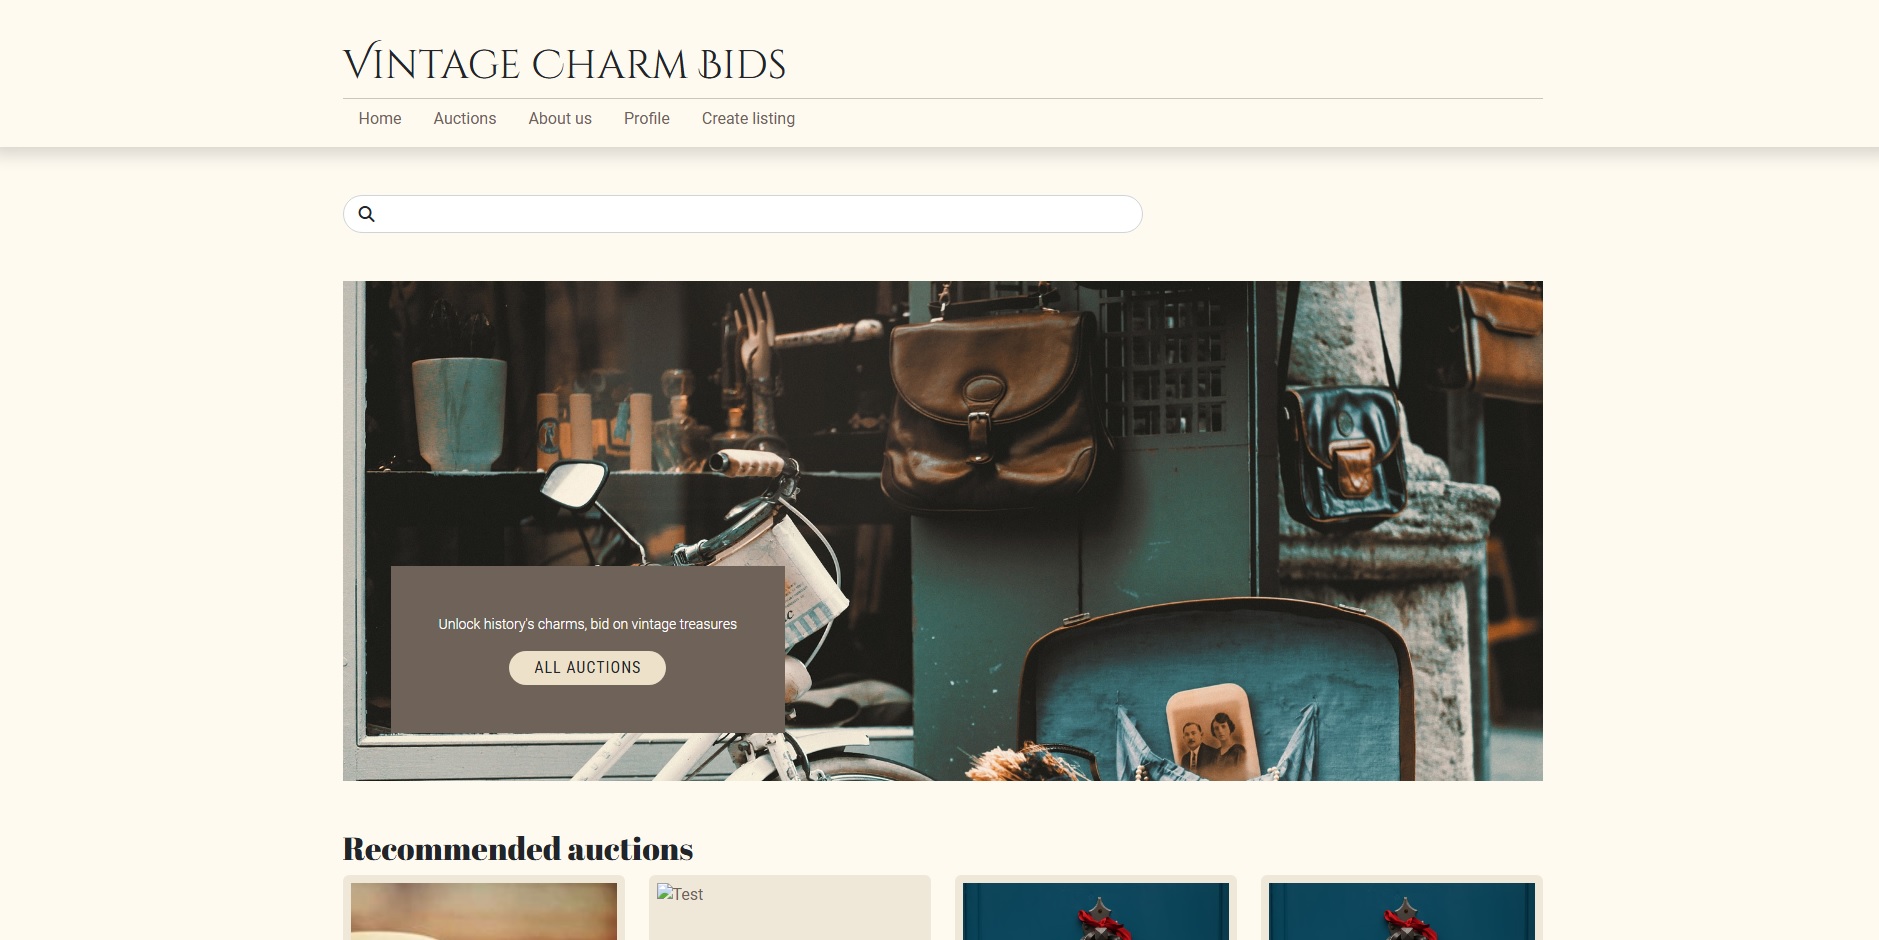 Vintage Charm Bids
Home Auctions About us Profile Create listing
Unlock history's charms, bid on vintage treasures
ALL AUCTIONS
Recommended auctions
Test